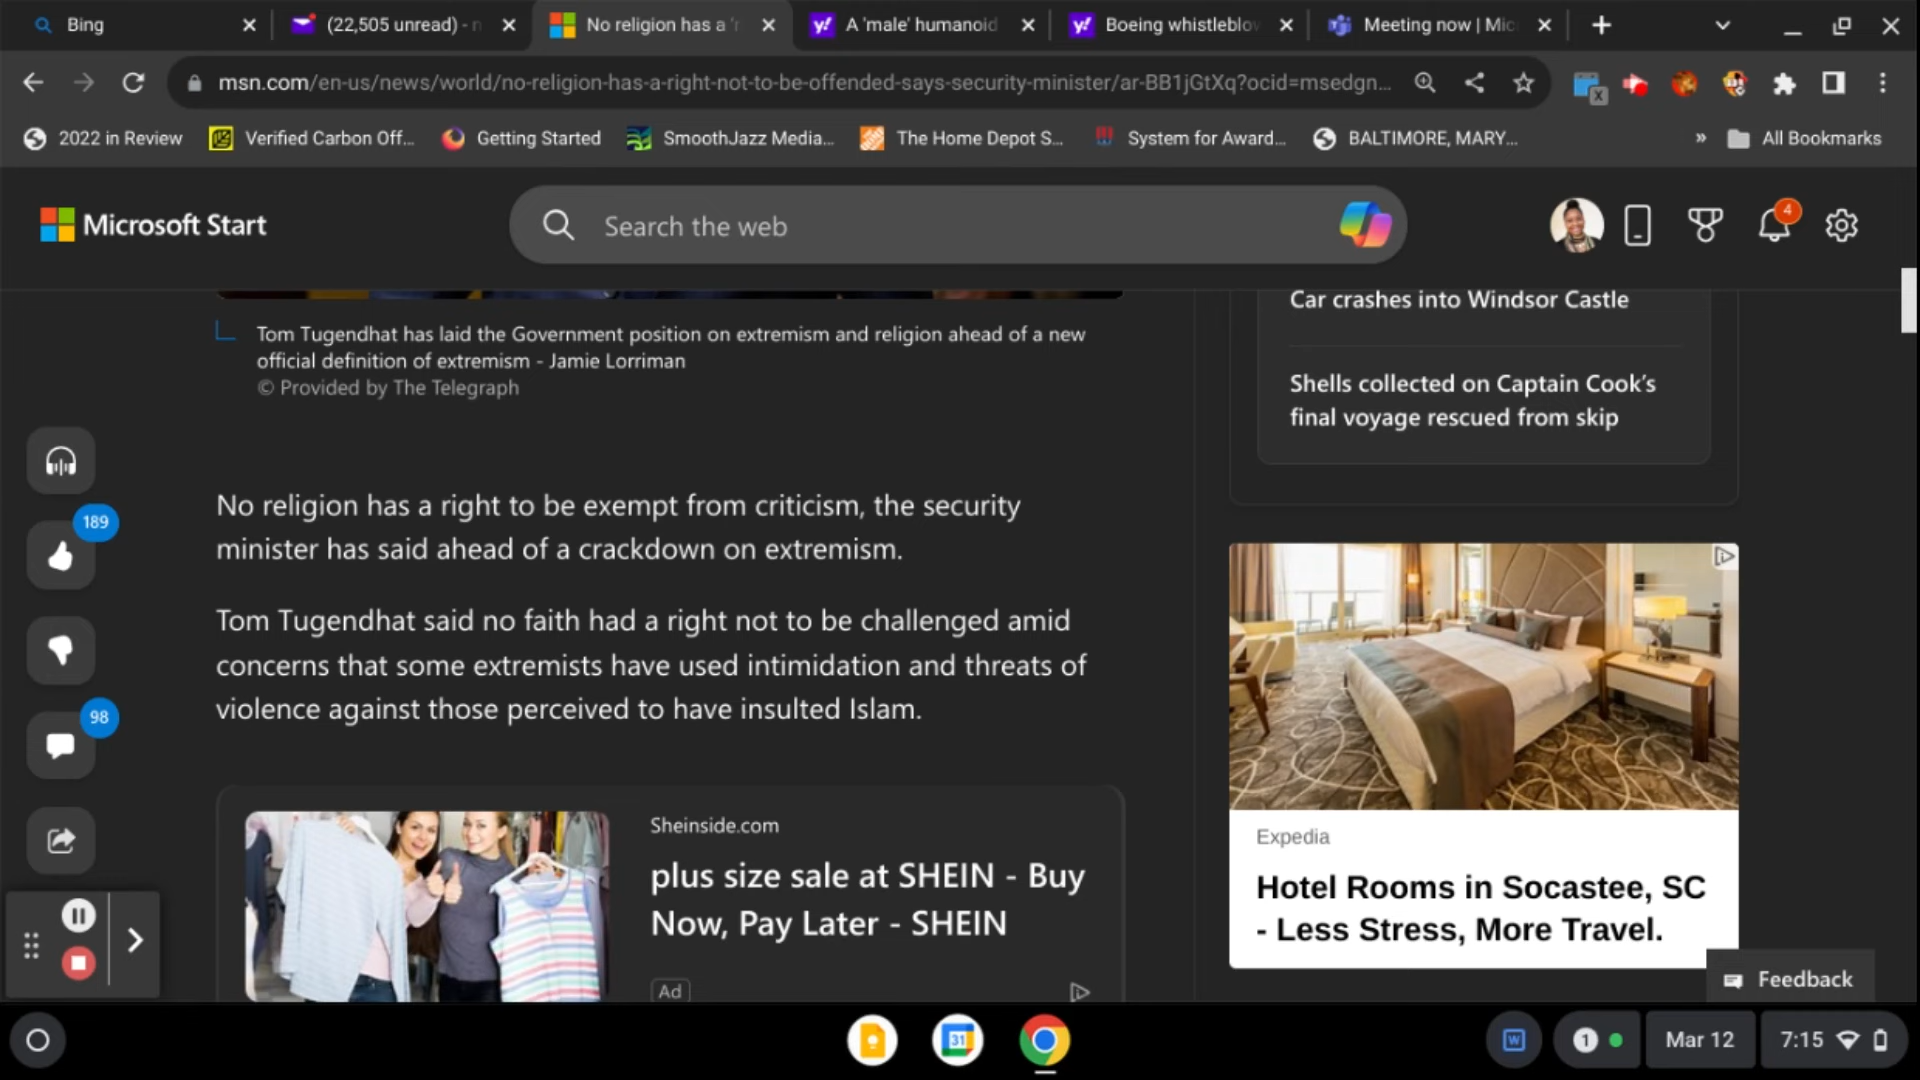 Bing
(22,505 unread) - n
No religion has a 'r
A 'male' humanoid
Boeing whistleblow
Meeting now | Mic
msn.com/en-us/news/world/no-religion-has-a-right-not-to-be-offended-says-security-minister/ar-BB1jGtXq?ocid=msedgn...
2022 in Review
Verified Carbon Off...
Getting Started
SmoothJazz Media...
The Home Depot S...
System for Award...
BALTIMORE, MARY...
» All Bookmarks
Microsoft Start
Search the web
4
Tom Tugendhat has laid the Government position on extremism and religion ahead of a new
official definition of extremism - Jamie Lorriman
© Provided by The Telegraph
189
98
No religion has a right to be exempt from criticism, the security
minister has said ahead of a crackdown on extremism.
Tom Tugendhat said no faith had a right not to be challenged amid
concerns that some extremists have used intimidation and threats of
violence against those perceived to have insulted Islam.
Sheinside.com
plus size sale at SHEIN - Buy
Now, Pay Later - SHEIN
Ad
Car crashes into Windsor Castle
Shells collected on Captain Cook's
final voyage rescued from skip
Expedia
Hotel Rooms in Socastee, SC
- Less Stress, More Travel.
Feedback
31
W
1
Mar 12
7:15